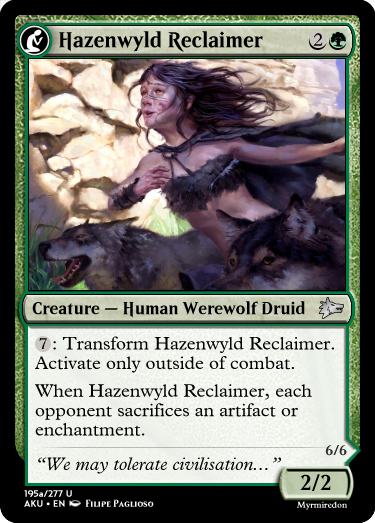 Hazenwyld Reclaimer 2
Creature — Human Werewolf Druid
7: Transform Hazenwyld Reclaimer.
Activate only outside of combat.
When Hazenwyld Reclaimer, each
opponent sacrifices an artifact or
enchantment.
6/6
“We may tolerate civilisation…”
2/2
195a/277 U
AKU • EN Filipe Paglioso
Myrmiredon